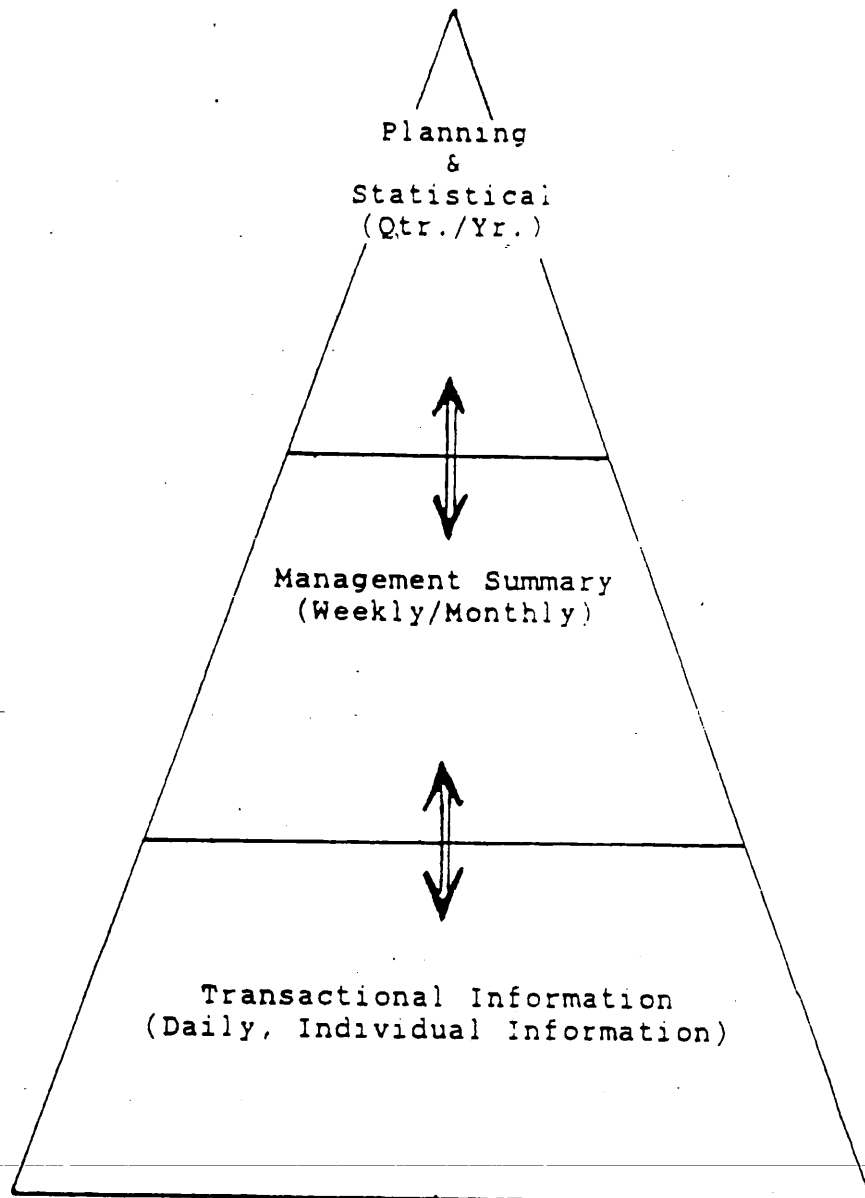 Planning
&
Statistical
(Qtr./Yr.)
Management Summary
(Weekly/Monthly)
Transactional Information
(Daily, Individual Information)